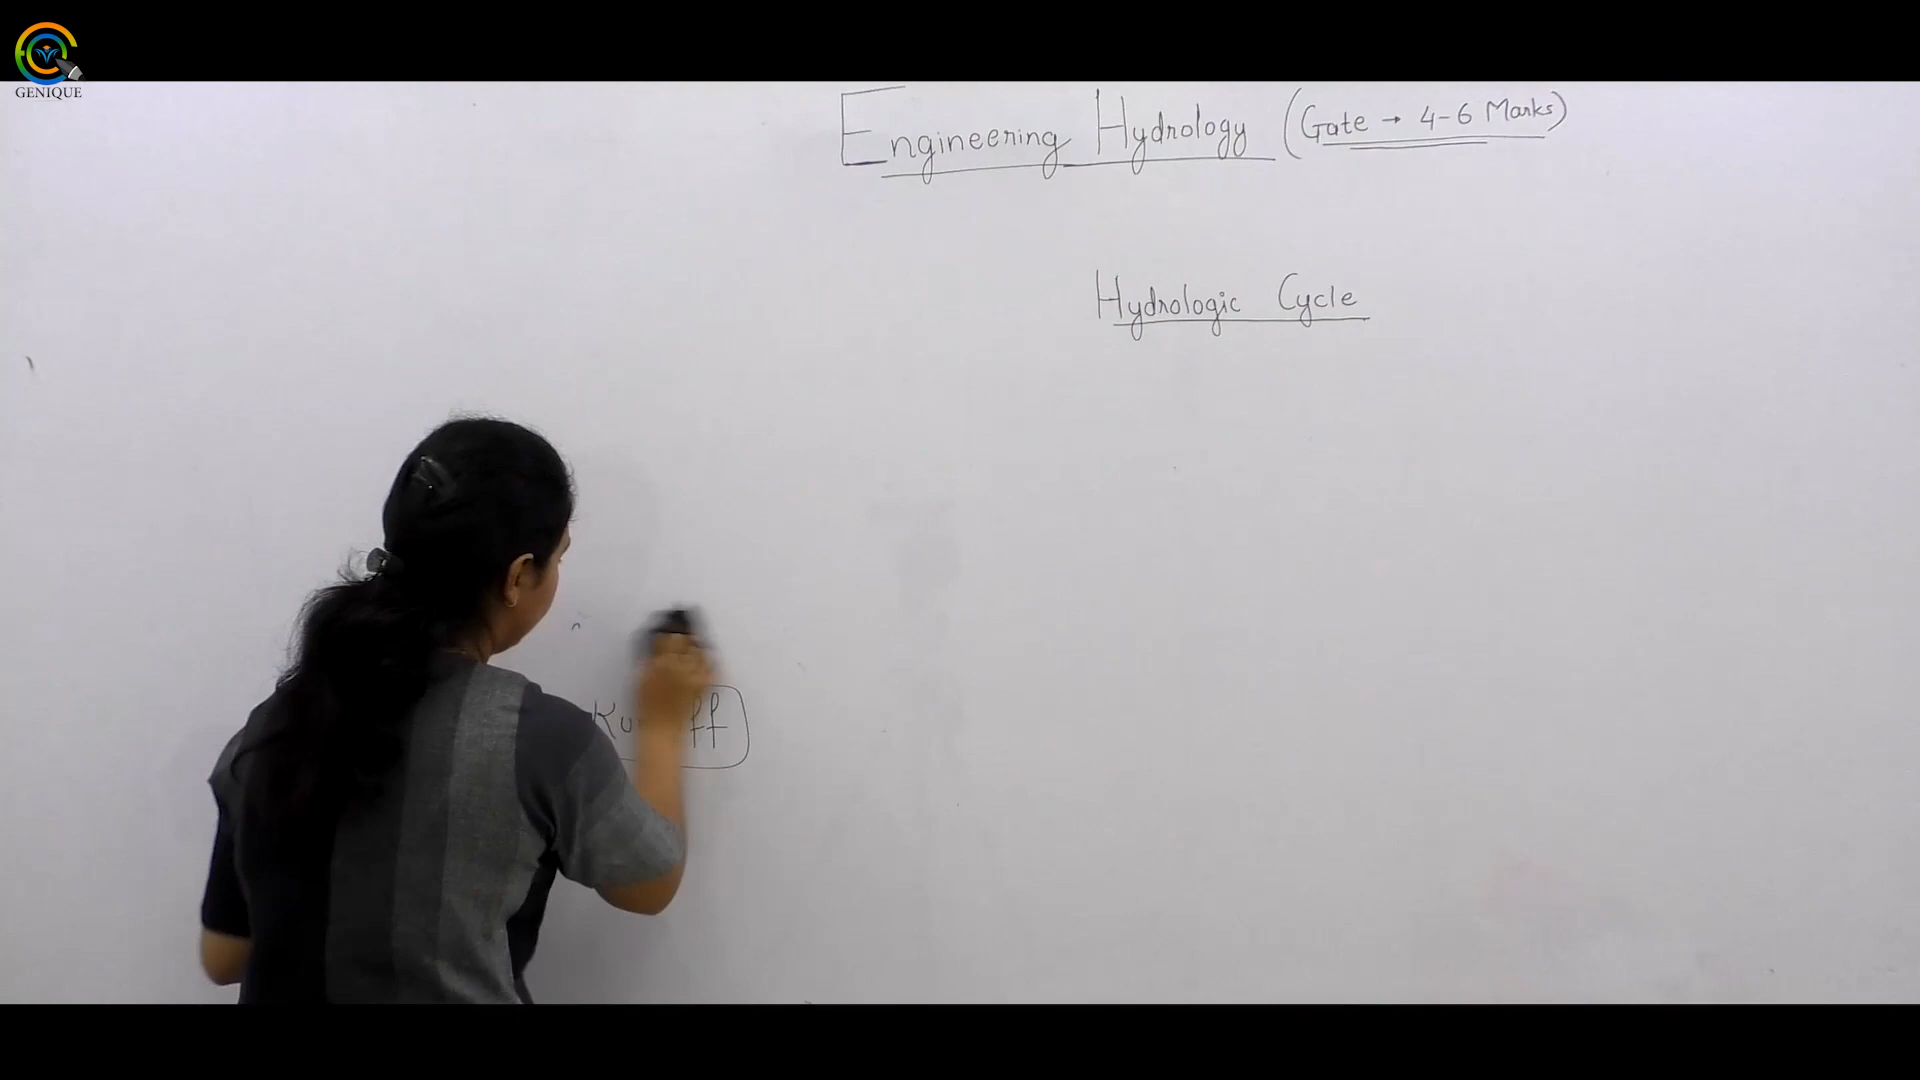 GENIQUE
Engineering Hydrology (Gate → 4-6 Marks)
Hydrologic Cycle